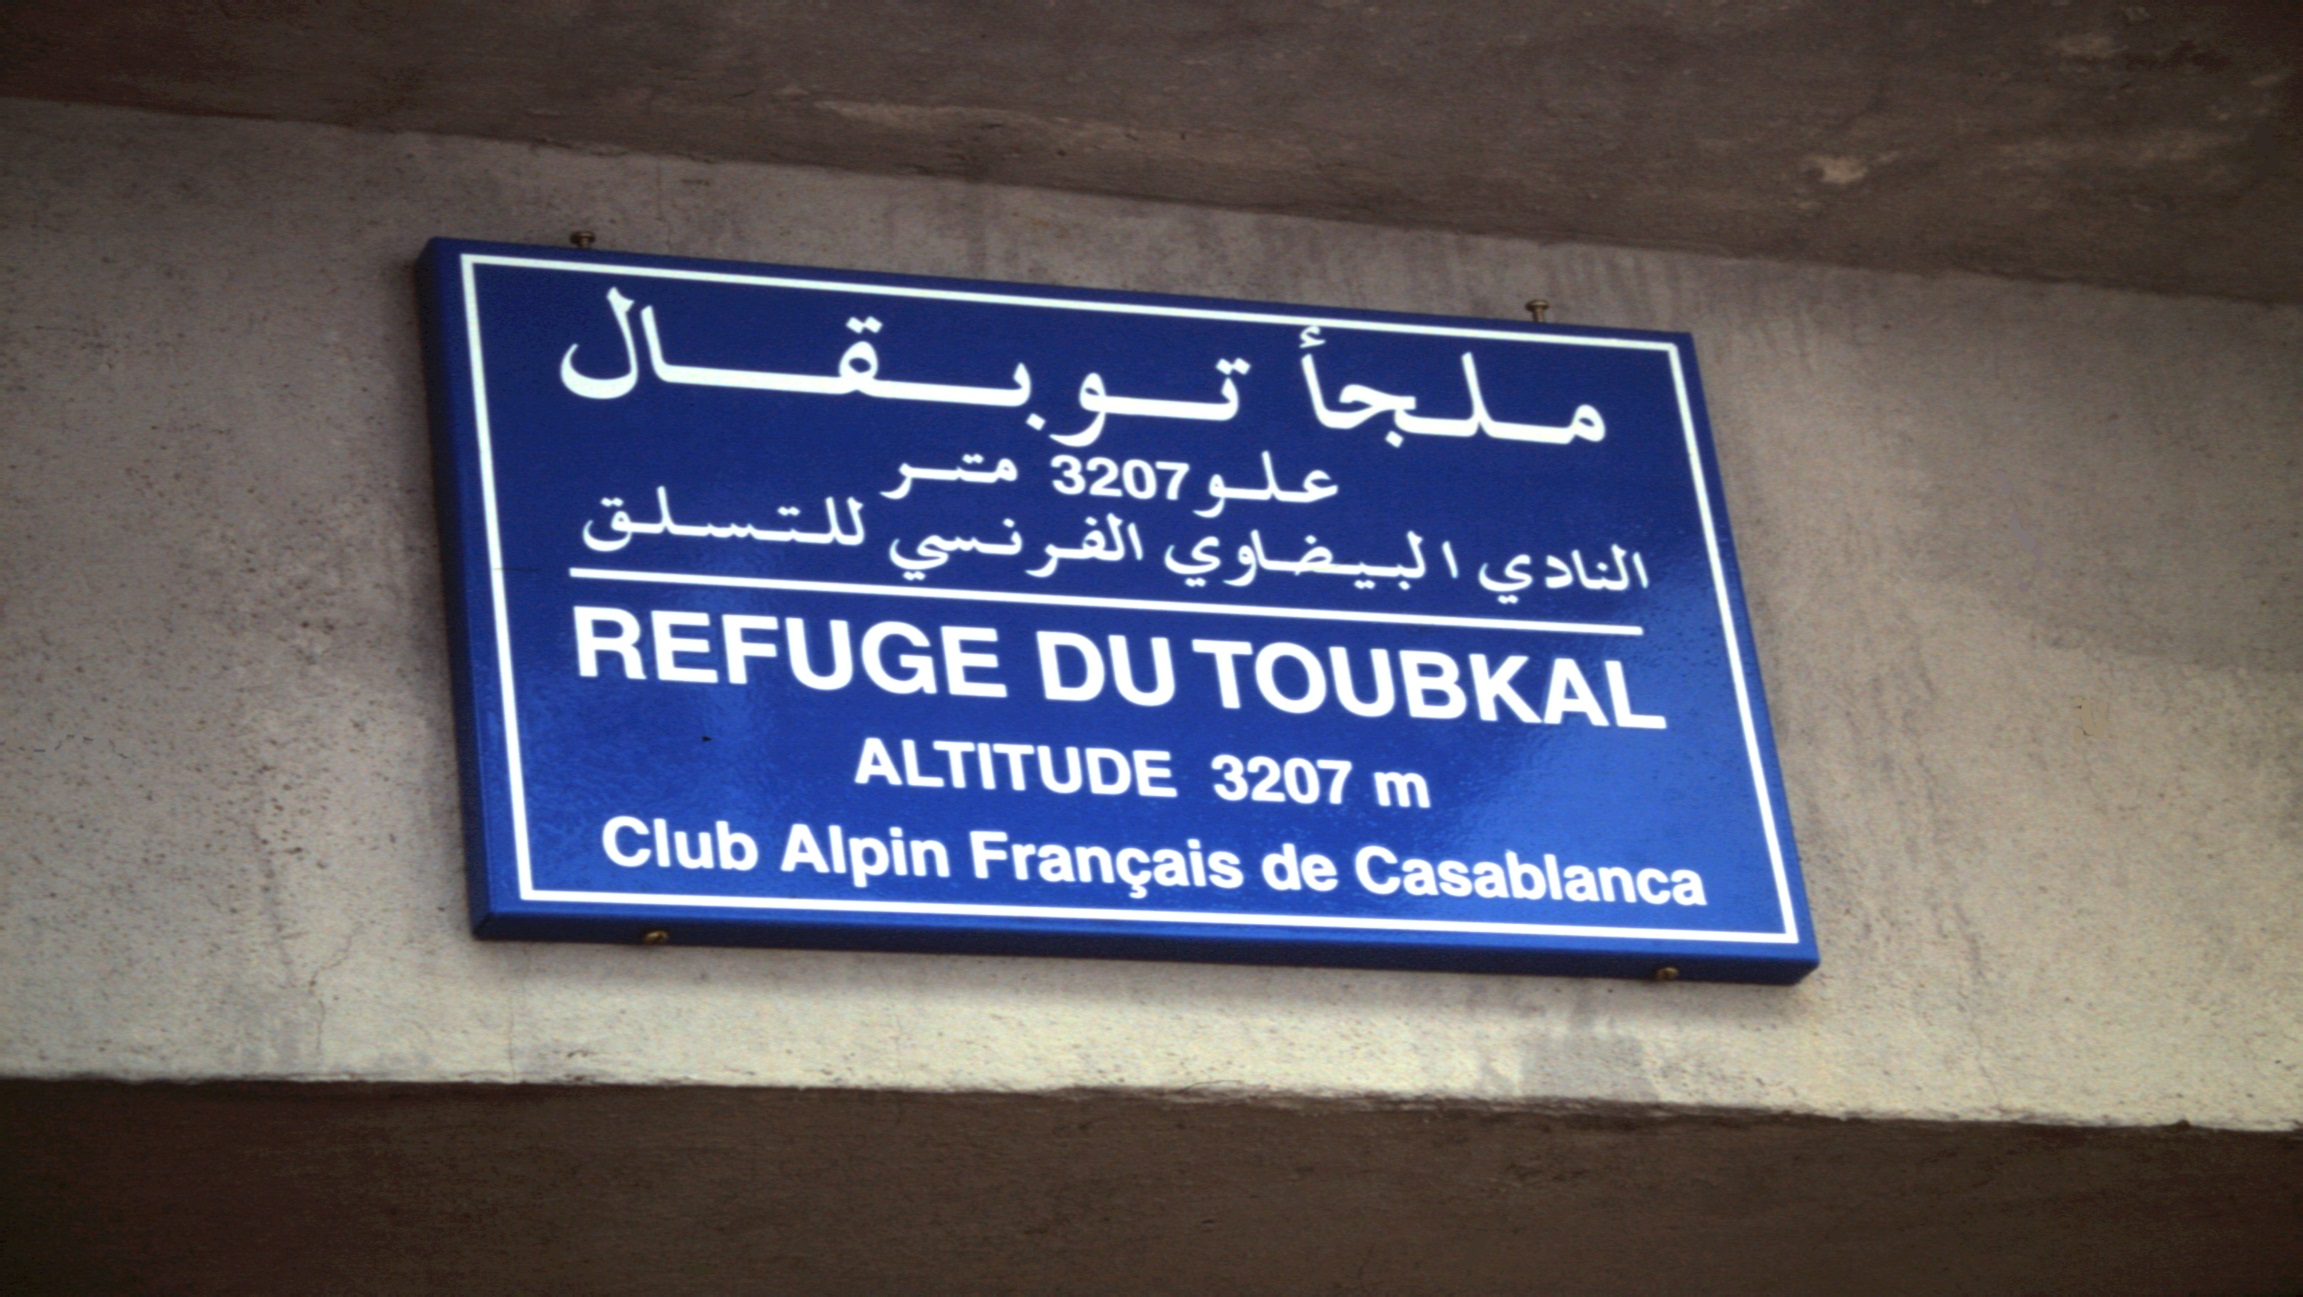 ملجأ توبقال
علو 3207 متر
النادي البيضاوي الفرنسي للتسلق
REFUGE DU TOUBKAL
ALTITUDE 3207 m
Club Alpin Français de Casablanca